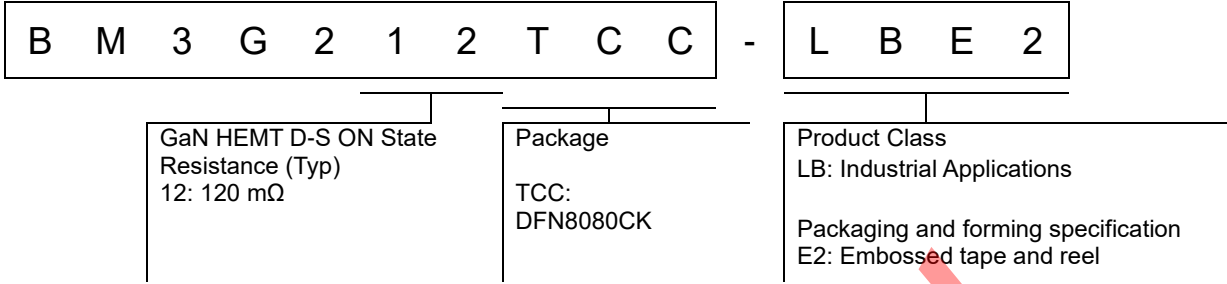 B M 3 G 2 1 2 T C C - L B E 2
GaN HEMT D-S ON State
Resistance (Typ)
12: 120 mΩ
Package
TCC:
DFN8080CK
Product Class
LB: Industrial Applications
Packaging and forming specification
E2: Embossed tape and reel